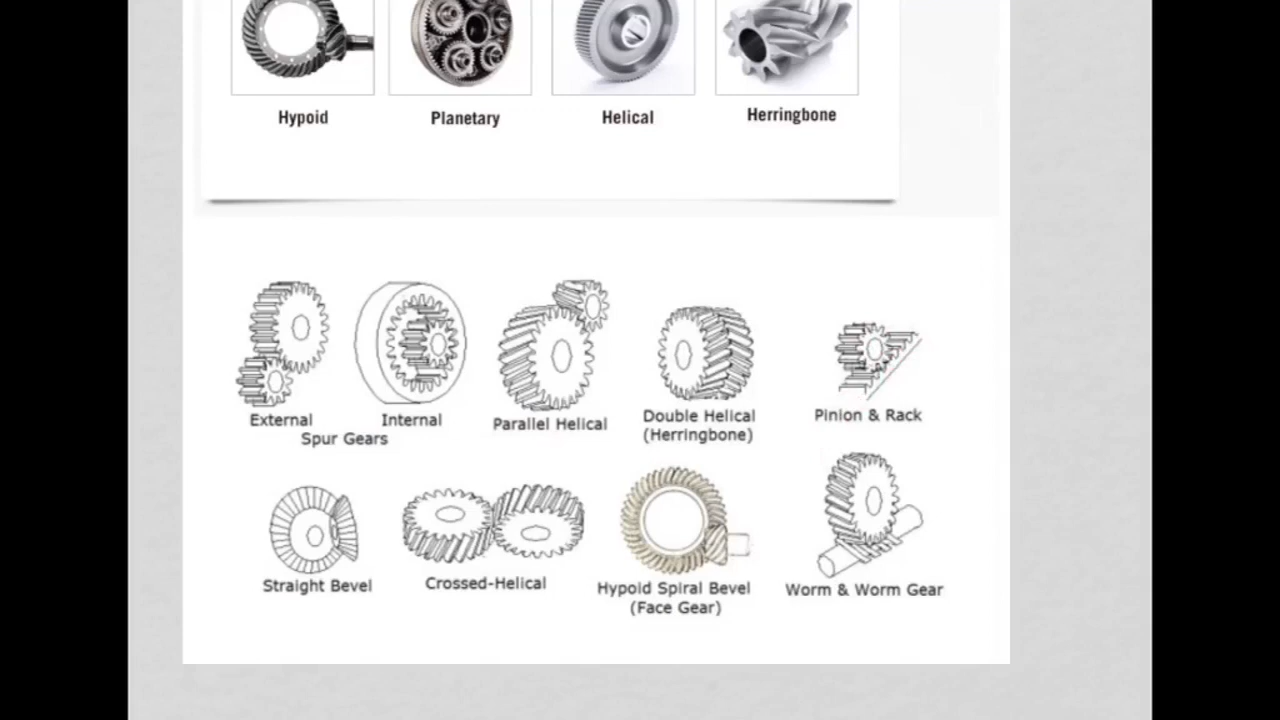 Hypoid
Planetary
Helical
Herringbone
External
Internal
Spur Gears
Parallel Helical
Double Helical
(Herringbone)
Pinion & Rack
Straight Bevel
Crossed-Helical
Hypoid Spiral Bevel
(Face Gear)
Worm & Worm Gear